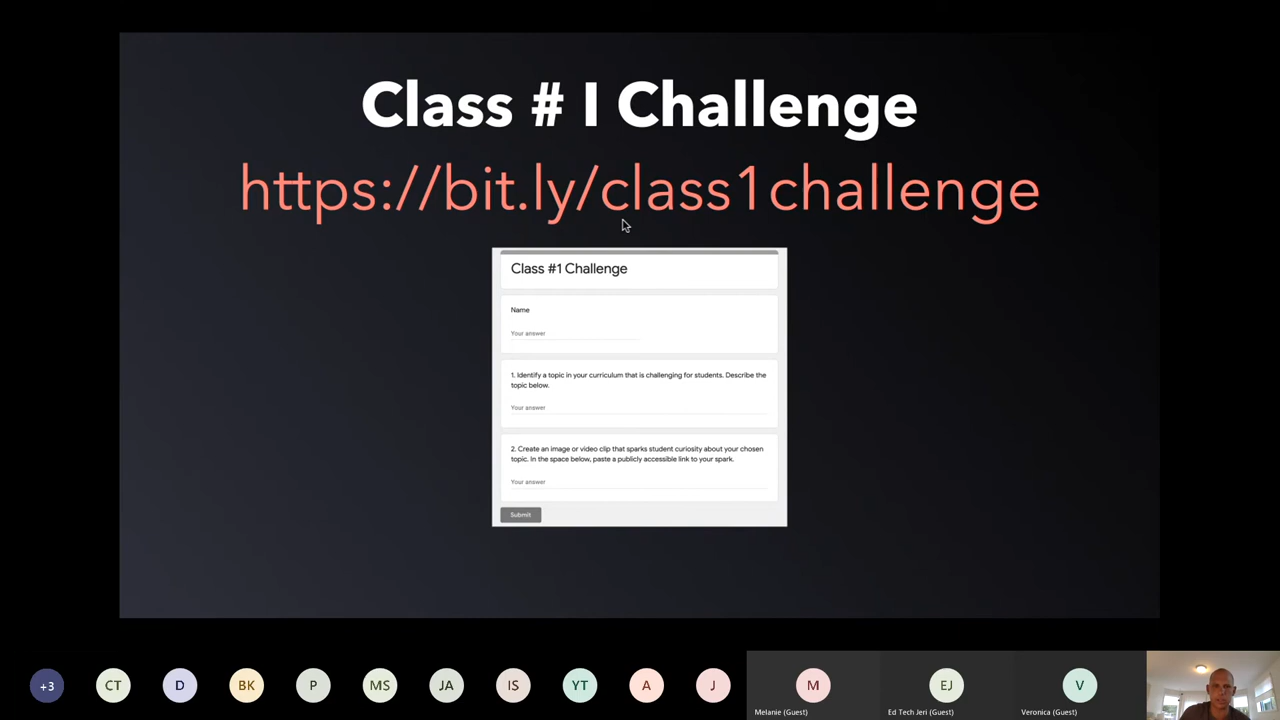 Class # 1 Challenge
https://bit.ly/class1challenge
Class #1 Challenge
Name
Your answer
1. Identify a topic in your curriculum that is challenging for students. Describe the
topic below.
Your answer
2. Create an image or video clip that sparks student curiosity about your chosen
topic. In the space below, paste a publicly accessible link to your spark.
Your answer
Submit
+3
CT
D
BK
P
MS
JA
IS
YT
A
J
M
EJ
V
Melanie (Guest)
Ed Tech Jeri (Guest)
Veronica (Guest)